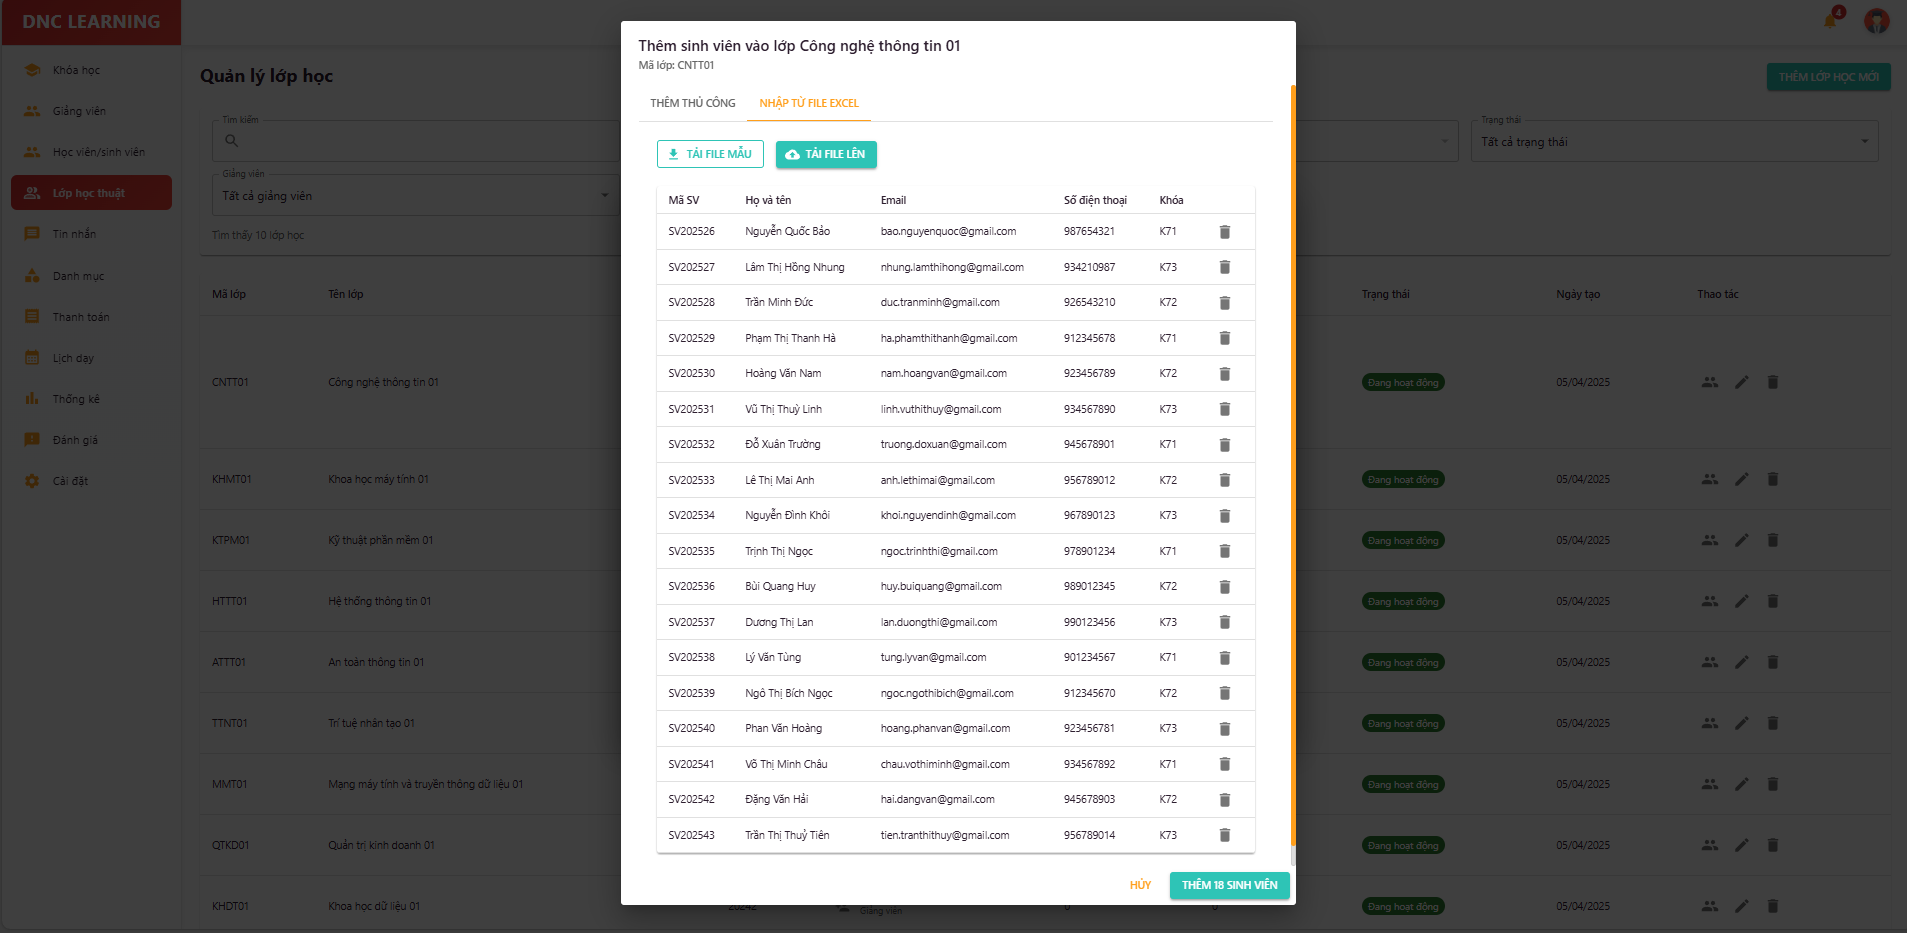 DNC LEARNING
4
Khóa học
Giảng viên
Học viên/sinh viên
Lớp học thuật
Tin nhắn
Danh mục
Thanh toán
Lịch dạy
Thống kê
Đánh giá
Cài đặt
Quản lý lớp học
THÊM LỚP HỌC MỚI
Tìm kiếm
Trạng thái
Tất cả trạng thái
Giảng viên
Tất cả giảng viên
Tìm thấy 10 lớp học
Mã lớp Tên lớp Trạng thái Ngày tạo Thao tác
CNTT01 Công nghệ thông tin 01 Đang hoạt động 05/04/2025
KHMT01 Khoa học máy tính 01 Đang hoạt động 05/04/2025
KTPM01 Kỹ thuật phần mềm 01 Đang hoạt động 05/04/2025
HTTT01 Hệ thống thông tin 01 Đang hoạt động 05/04/2025
ATTT01 An toàn thông tin 01 Đang hoạt động 05/04/2025
TTNT01 Trí tuệ nhân tạo 01 Đang hoạt động 05/04/2025
MMT01 Mạng máy tính và truyền thông dữ liệu 01 Đang hoạt động 05/04/2025
QTKD01 Quản trị kinh doanh 01 Đang hoạt động 05/04/2025
KHDT01 Khoa học dữ liệu 01 20242 Giảng viên 0 0 Đang hoạt động 05/04/2025
Thêm sinh viên vào lớp Công nghệ thông tin 01
Mã lớp: CNTT01
THÊM THỦ CÔNG NHẬP TỪ FILE EXCEL
TẢI FILE MẪU TẢI FILE LÊN
Mã SV Họ và tên Email Số điện thoại Khóa
SV202526 Nguyễn Quốc Bảo bao.nguyenquoc@gmail.com 987654321 K71
SV202527 Lâm Thị Hồng Nhung nhung.lamthihong@gmail.com 934210987 K73
SV202528 Trần Minh Đức duc.tranminh@gmail.com 926543210 K72
SV202529 Phạm Thị Thanh Hà ha.phamthithanh@gmail.com 912345678 K71
SV202530 Hoàng Văn Nam nam.hoangvan@gmail.com 923456789 K72
SV202531 Vũ Thị Thuỳ Linh linh.vuthithuy@gmail.com 934567890 K73
SV202532 Đỗ Xuân Trường truong.doxuan@gmail.com 945678901 K71
SV202533 Lê Thị Mai Anh anh.lethimai@gmail.com 956789012 K72
SV202534 Nguyễn Đình Khôi khoi.nguyendinh@gmail.com 967890123 K73
SV202535 Trịnh Thị Ngọc ngoc.trinhthi@gmail.com 978901234 K71
SV202536 Bùi Quang Huy huy.buiquang@gmail.com 989012345 K72
SV202537 Dương Thị Lan lan.duongthi@gmail.com 990123456 K73
SV202538 Lý Văn Tùng tung.lyvan@gmail.com 901234567 K71
SV202539 Ngô Thị Bích Ngọc ngoc.ngothibich@gmail.com 912345670 K72
SV202540 Phan Văn Hoàng hoang.phanvan@gmail.com 923456781 K73
SV202541 Võ Thị Minh Châu chau.vothiminh@gmail.com 934567892 K71
SV202542 Đặng Văn Hải hai.dangvan@gmail.com 945678903 K72
SV202543 Trần Thị Thuỷ Tiên tien.tranthithuy@gmail.com 956789014 K73
HỦY THÊM 18 SINH VIÊN